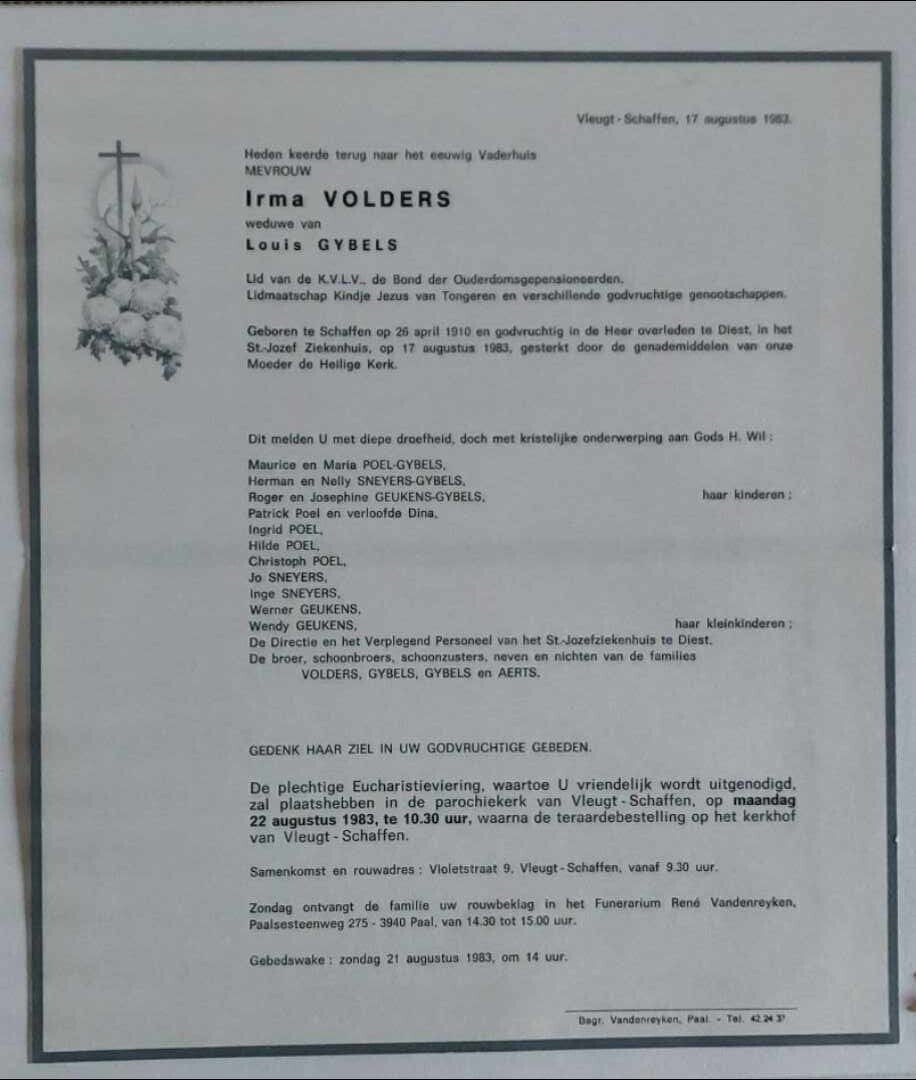 Vleugt - Schaffen, 17 augustus 1983.
Heden keerde terug naar het eeuwig Vaderhuis
MEVROUW
Irma VOLDERS
weduwe van
Louis GYBELS
Lid van de K.V.L.V., de Bond der Ouderdomsgepensioneerden.
Lidmaatschap Kindje Jezus van Tongeren en verschillende godvruchtige genootschappen.
Geboren te Schaffen op 26 april 1910 en godvruchtig in de Heer overleden te Diest, in het
St.-Jozef Ziekenhuis, op 17 augustus 1983, gesterkt door de genademiddelen van onze
Moeder de Heilige Kerk.
Dit melden U met diepe droefheid, doch met kristelijke onderwerping aan Gods H. Wil :
Maurice en Maria POEL-GYBELS,
Herman en Nelly SNEYERS-GYBELS,
Roger en Josephine GEUKENS-GYBELS, haar kinderen ;
Patrick Poel en verloofde Dina,
Ingrid POEL,
Hilde POEL,
Christoph POEL,
Jo SNEYERS,
Inge SNEYERS,
Werner GEUKENS,
Wendy GEUKENS, haar kleinkinderen ;
De Directie en het Verplegend Personeel van het St.-Jozefziekenhuis te Diest.
De broer, schoonbroers, schoonzusters, neven en nichten van de families
VOLDERS, GYBELS, GYBELS en AERTS.
GEDENK HAAR ZIEL IN UW GODVRUCHTIGE GEBEDEN.
De plechtige Eucharistieviering, waartoe U vriendelijk wordt uitgenodigd,
zal plaatshebben in de parochiekerk van Vleugt - Schaffen, op maandag
22 augustus 1983, te 10.30 uur, waarna de teraardebestelling op het kerkhof
van Vleugt - Schaffen.
Samenkomst en rouwadres : Violetstraat 9, Vleugt - Schaffen, vanaf 9.30 uur.
Zondag ontvangt de familie uw rouwbeklag in het Funerarium René Vandenreyken,
Paalsesteenweg 275 - 3940 Paal, van 14.30 tot 15.00 uur.
Gebedswake : zondag 21 augustus 1983, om 14 uur.
Begr. Vandenreyken, Paal. - Tel. 42 24 37